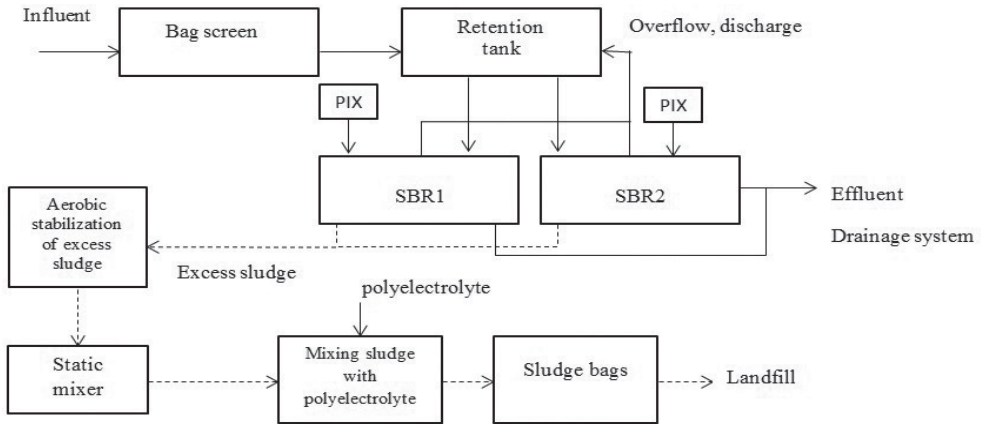 Influent
Bag screen
Retention
tank
Overflow, discharge
PIX
PIX
SBR1
SBR2
Effluent
Drainage system
Aerobic
stabilization
of excess
sludge
Excess sludge
polyelectrolyte
Static
mixer
Mixing sludge
with
polyelectrolyte
Sludge bags
Landfill